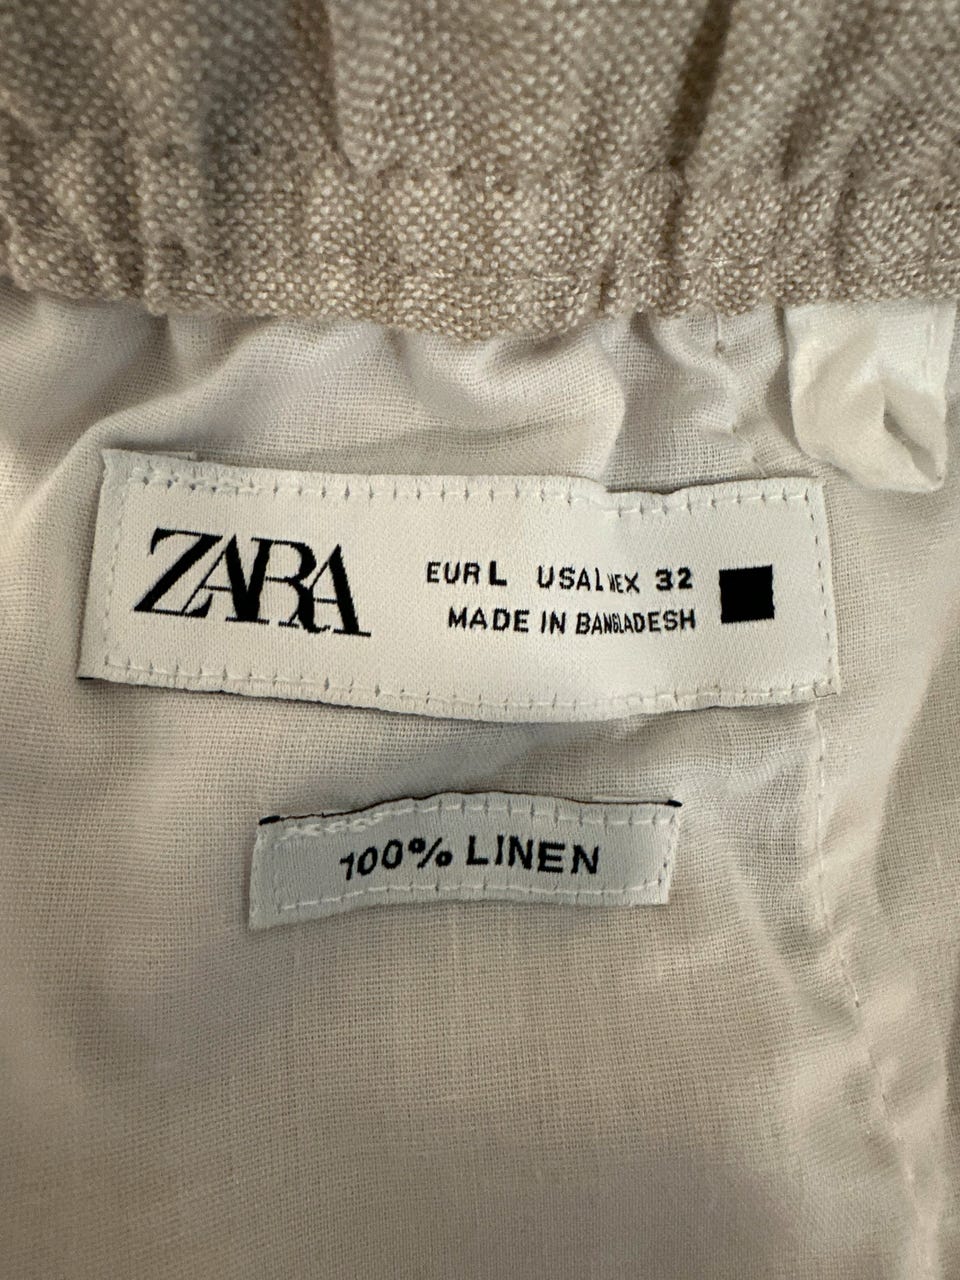 ZARA
EUR L USA L MEX 32
MADE IN BANGLADESH
100% LINEN